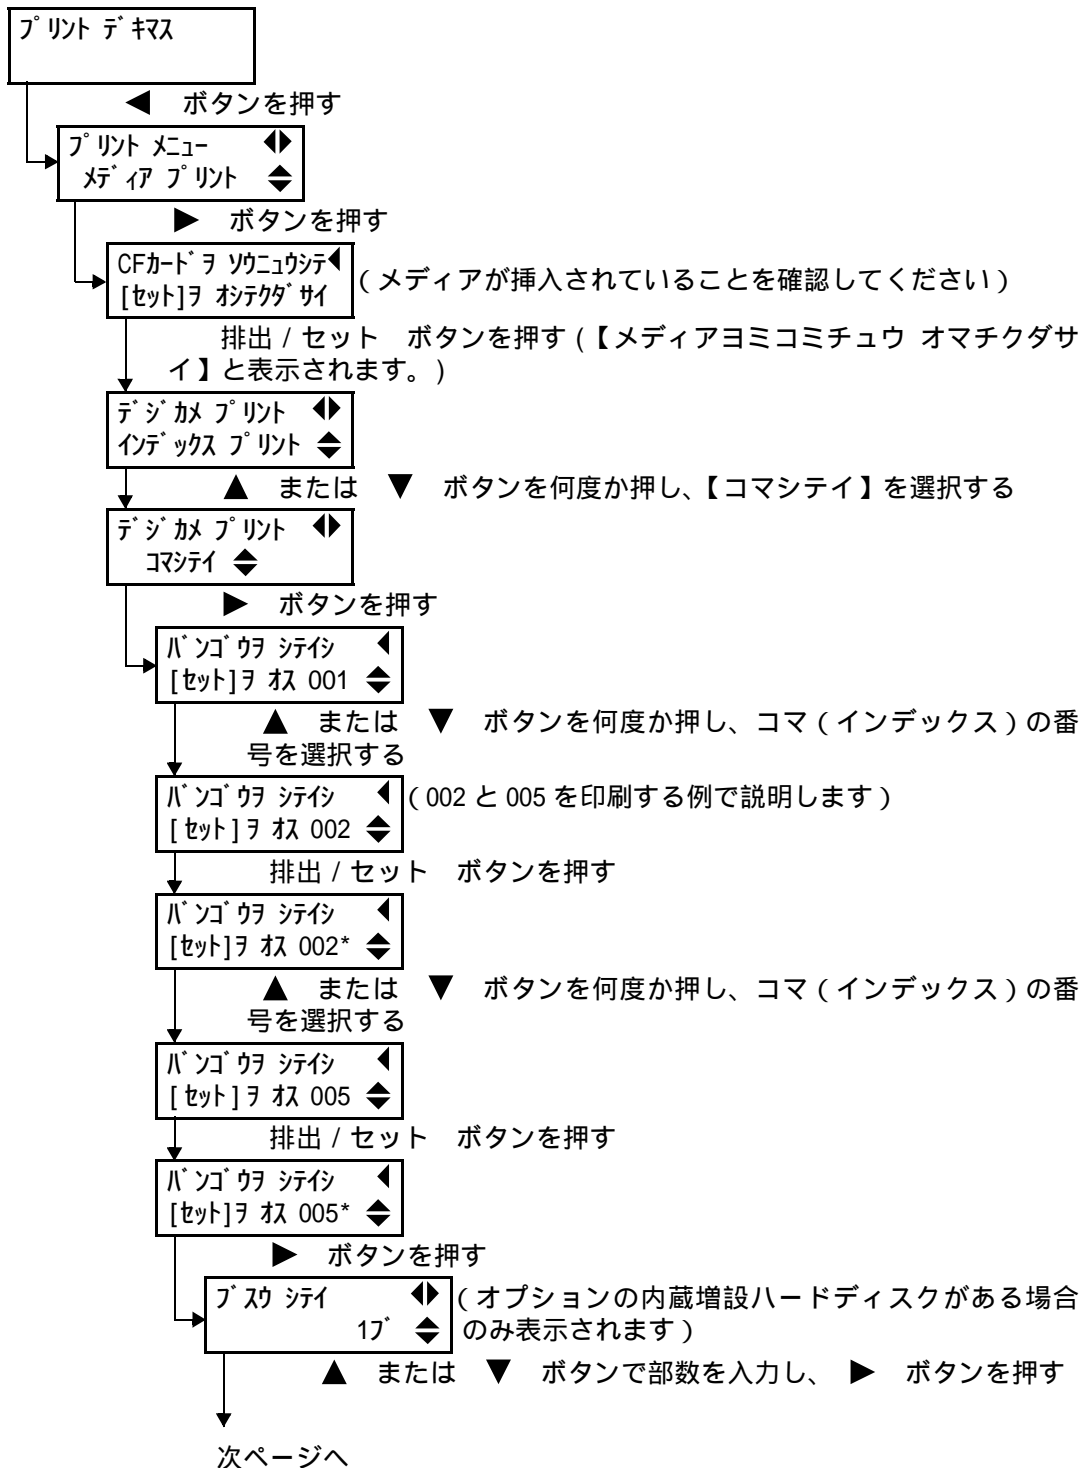 ﾌﾟﾘﾝﾄ ﾃﾞｷﾏｽ
◀ ボタンを押す
ﾌﾟﾘﾝﾄ ﾒﾆｭｰ ◀▶
ﾒﾃﾞｨｱ ﾌﾟﾘﾝﾄ ▲▼
▶ ボタンを押す
CFｶｰﾄﾞｦ ｿｳﾆｭｳｼﾃ◀
[ｾｯﾄ]ｦ ｵｼﾃｸﾀﾞｻｲ
（メディアが挿入されていることを確認してください）
排出／セット ボタンを押す(【メディアヨミコミチュウ オマチクダサ
イ】と表示されます。)
ﾃﾞｼﾞｶﾒ ﾌﾟﾘﾝﾄ ◀▶
ｲﾝﾃﾞｯｸｽ ﾌﾟﾘﾝﾄ ▲▼
▲ または ▼ ボタンを何度か押し、【コマシテイ】を選択する
ﾃﾞｼﾞｶﾒ ﾌﾟﾘﾝﾄ ◀▶
ｺﾏｼﾃｲ ▲▼
▶ ボタンを押す
ﾊﾞﾝｺﾞｳｦ ｼﾃｲｼ ◀
[ｾｯﾄ]ｦ ｵｽ 001 ▲▼
▲ または ▼ ボタンを何度か押し、コマ（インデックス）の番
号を選択する
ﾊﾞﾝｺﾞｳｦ ｼﾃｲｼ ◀
[ｾｯﾄ]ｦ ｵｽ 002 ▲▼
（002 と 005 を印刷する例で説明します）
排出／セット ボタンを押す
ﾊﾞﾝｺﾞｳｦ ｼﾃｲｼ ◀
[ｾｯﾄ]ｦ ｵｽ 002* ▲▼
▲ または ▼ ボタンを何度か押し、コマ（インデックス）の番
号を選択する
ﾊﾞﾝｺﾞｳｦ ｼﾃｲｼ ◀
[ｾｯﾄ]ｦ ｵｽ 005 ▲▼
排出／セット ボタンを押す
ﾊﾞﾝｺﾞｳｦ ｼﾃｲｼ ◀
[ｾｯﾄ]ｦ ｵｽ 005* ▲▼
▶ ボタンを押す
ﾌﾞｽｳ ｼﾃｲ ◀▶
1ﾌﾞ ▲▼
（オプションの内蔵増設ハードディスクがある場合
のみ表示されます）
▲ または ▼ ボタンで部数を入力し、 ▶ ボタンを押す
次ページへ